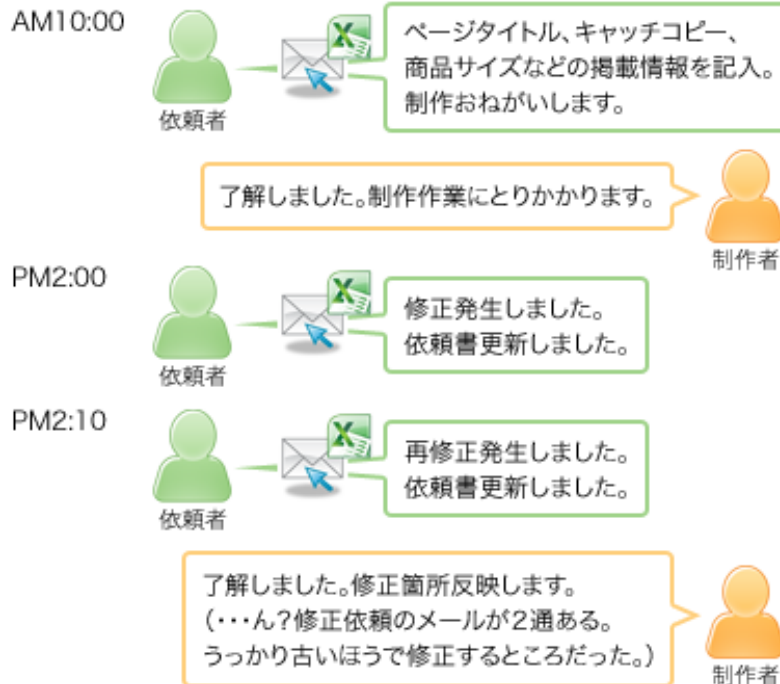 AM10:00
依頼者
ページタイトル、キャッチコピー、
商品サイズなどの掲載情報を記入。
制作おねがいします。
了解しました。制作作業にとりかかります。
制作者
PM2:00
依頼者
修正発生しました。
依頼書更新しました。
PM2:10
依頼者
再修正発生しました。
依頼書更新しました。
了解しました。修正箇所反映します。
(・・・ん?修正依頼のメールが2通ある。
うっかり古いほうで修正するところだった。)
制作者